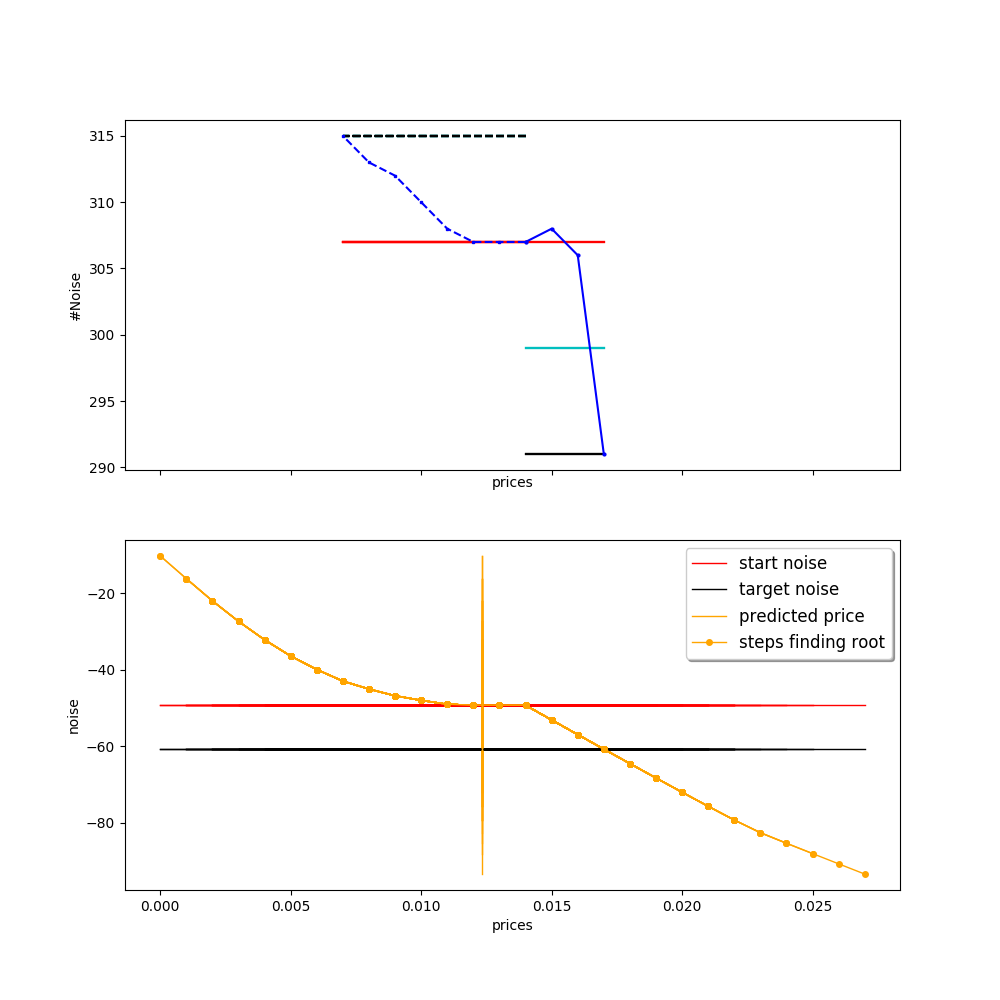 315
310
305
300
295
290
#Noise
prices
start noise
target noise
predicted price
steps finding root
−20
−40
−60
−80
noise
0.000 0.005 0.010 0.015 0.020 0.025
prices